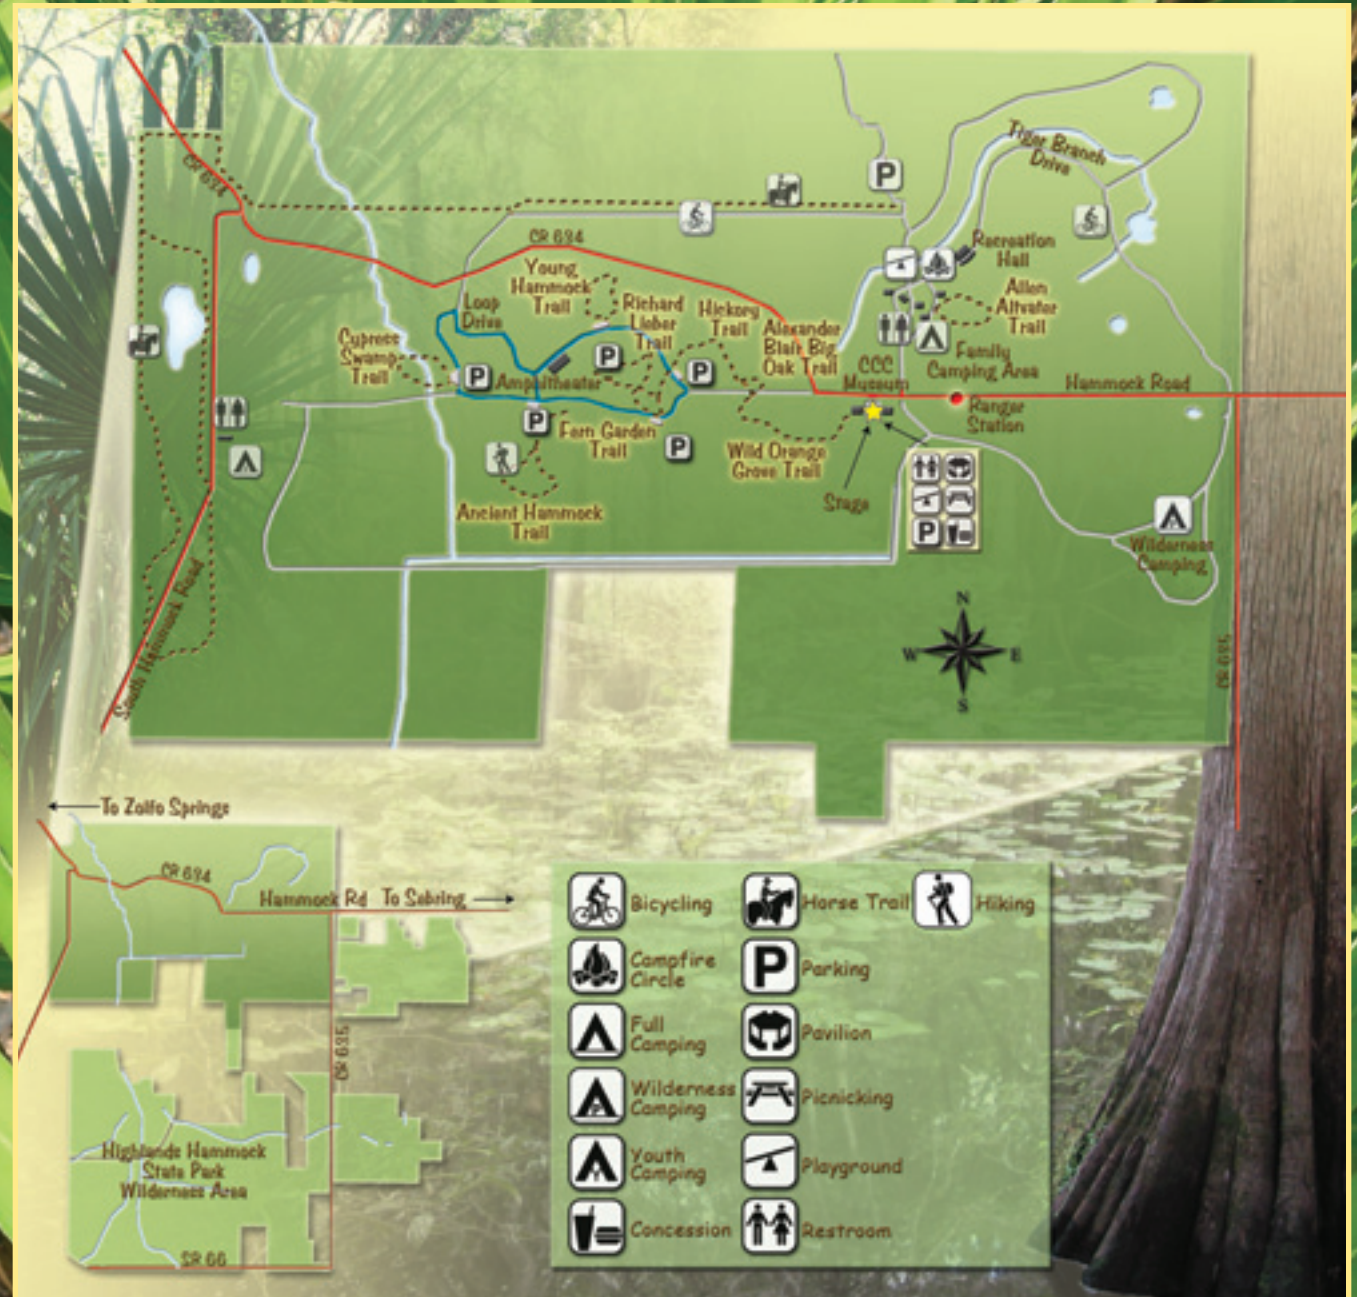 CR 634
Tiger Branch
Drive
CR 634
Recreation
Hall
Young
Hammock
Trail
Allen
Altvater
Trail
Loop
Drive
Richard
Lieber
Trail
Hickory
Trail
Alexander
Blair Big
Oak Trail
Cypress
Swamp
Trail
CCC
Museum
Family
Camping Area
P
P
P
P
P
P
Amphitheater
Hammock Road
Ranger
Station
Fern Garden
Trail
Wild Orange
Grove Trail
Stage
P
Ancient Hammock
Trail
Wilderness
Camping
South Hammock Road
N
W
E
S
To Zolfo Springs
CR 634
Hammock Rd
To Sebring
CR 635
Highlands Hammock
State Park
Wilderness Area
SR 66
Bicycling
Horse Trail
Hiking
Campfire
Circle
P
Parking
Full
Camping
Pavilion
Wilderness
Camping
Picnicking
Youth
Camping
Playground
Concession
Restroom